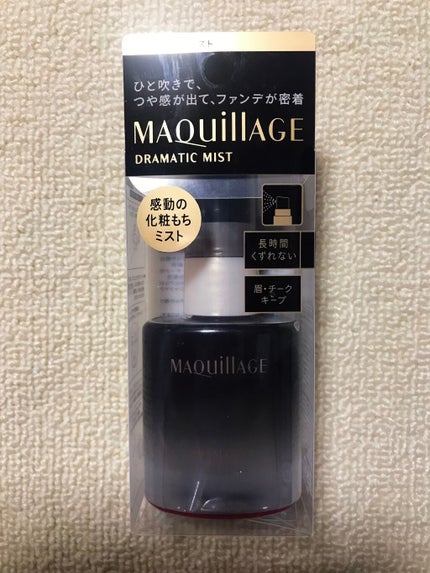 スト
ひと吹きで、
つや感が出て、ファンデが密着
MAQuillAGE
DRAMATIC MIST
感動の
化粧もち
ミスト
長時間
くずれない
眉・チーク
キープ
MAQuillAGE